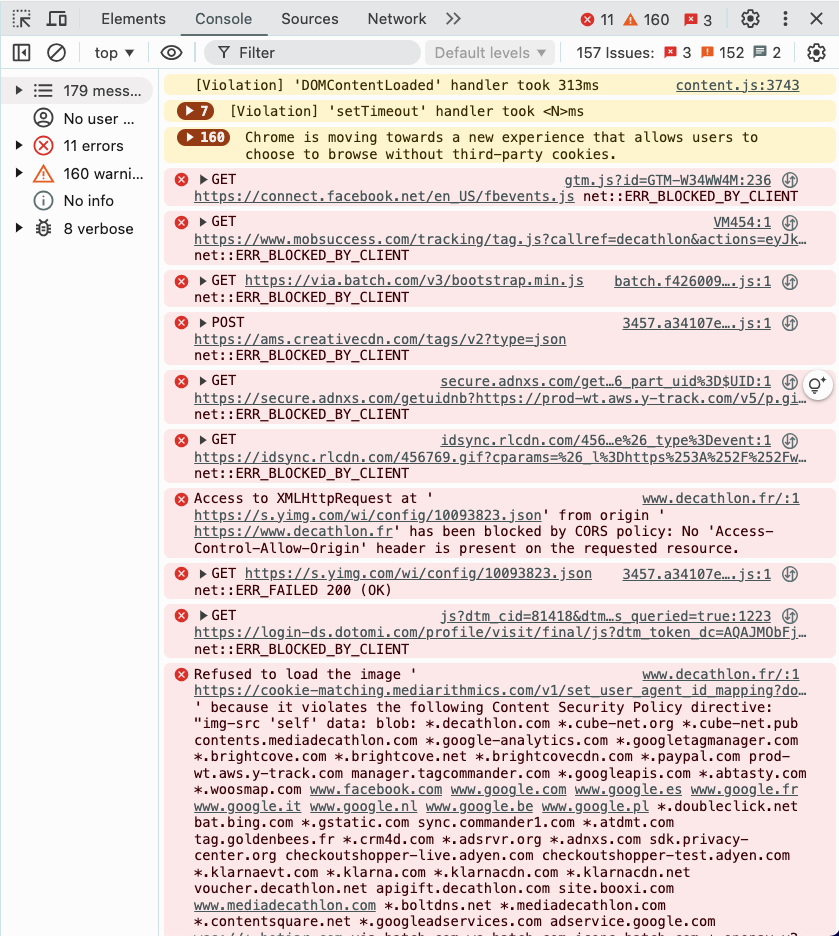 Elements Console Sources Network 11 160 3
top Filter Default levels 157 Issues: 3 152 2
179 mess...
No user ...
11 errors
160 warni...
No info
8 verbose
[Violation] 'DOMContentLoaded' handler took 313ms content.js:3743
7 [Violation] 'setTimeout' handler took <N>ms
160 Chrome is moving towards a new experience that allows users to
choose to browse without third-party cookies.
GET gtm.js?id=GTM-W34WW4M:236
https://connect.facebook.net/en_US/fbevents.js net::ERR_BLOCKED_BY_CLIENT
GET VM454:1
https://www.mobsuccess.com/tracking/tag.js?callref=decathlon&actions=eyJk…
net::ERR_BLOCKED_BY_CLIENT
GET https://via.batch.com/v3/bootstrap.min.js batch.f426009….js:1
net::ERR_BLOCKED_BY_CLIENT
POST 3457.a34107e….js:1
https://ams.creativecdn.com/tags/v2?type=json
net::ERR_BLOCKED_BY_CLIENT
GET secure.adnxs.com/get…6_part_uid%3D$UID:1
https://secure.adnxs.com/getuidnb?https://prod-wt.aws.y-track.com/v5/p.gi…
net::ERR_BLOCKED_BY_CLIENT
GET idsync.rlcdn.com/456…e%26_type%3Devent:1
https://idsync.rlcdn.com/456769.gif?cparams=%26_l%3Dhttps%253A%252F%252Fw…
net::ERR_BLOCKED_BY_CLIENT
Access to XMLHttpRequest at ' www.decathlon.fr/:1
https://s.yimg.com/wi/config/10093823.json' from origin '
https://www.decathlon.fr' has been blocked by CORS policy: No 'Access-
Control-Allow-Origin' header is present on the requested resource.
GET https://s.yimg.com/wi/config/10093823.json 3457.a34107e….js:1
net::ERR_FAILED 200 (OK)
GET js?dtm_cid=81418&dtm…s_queried=true:1223
https://login-ds.dotomi.com/profile/visit/final/js?dtm_token_dc=AQAJMObFj…
net::ERR_BLOCKED_BY_CLIENT
Refused to load the image ' www.decathlon.fr/:1
https://cookie-matching.mediarithmics.com/v1/set_user_agent_id_mapping?do…
' because it violates the following Content Security Policy directive:
"img-src 'self' data: blob: *.decathlon.com *.cube-net.org *.cube-net.pub
contents.mediadecathlon.com *.google-analytics.com *.googletagmanager.com
*.brightcove.com *.brightcove.net *.brightcovecdn.com *.paypal.com prod-
wt.aws.y-track.com manager.tagcommander.com *.googleapis.com *.abtasty.com
*.woosmap.com www.facebook.com www.google.com www.google.es www.google.fr
www.google.it www.google.nl www.google.be www.google.pl *.doubleclick.net
bat.bing.com *.gstatic.com sync.commander1.com *.atdmt.com
tag.goldenbees.fr *.crm4d.com *.adsrvr.org *.adnxs.com sdk.privacy-
center.org checkoutshopper-live.adyen.com checkoutshopper-test.adyen.com
*.klarnaevt.com *.klarna.com *.klarnacdn.com *.klarnacdn.net
voucher.decathlon.net apigift.decathlon.com site.booxi.com
www.mediadecathlon.com *.boltdns.net *.mediadecathlon.com
*.contentsquare.net *.googleadservices.com adservice.google.com